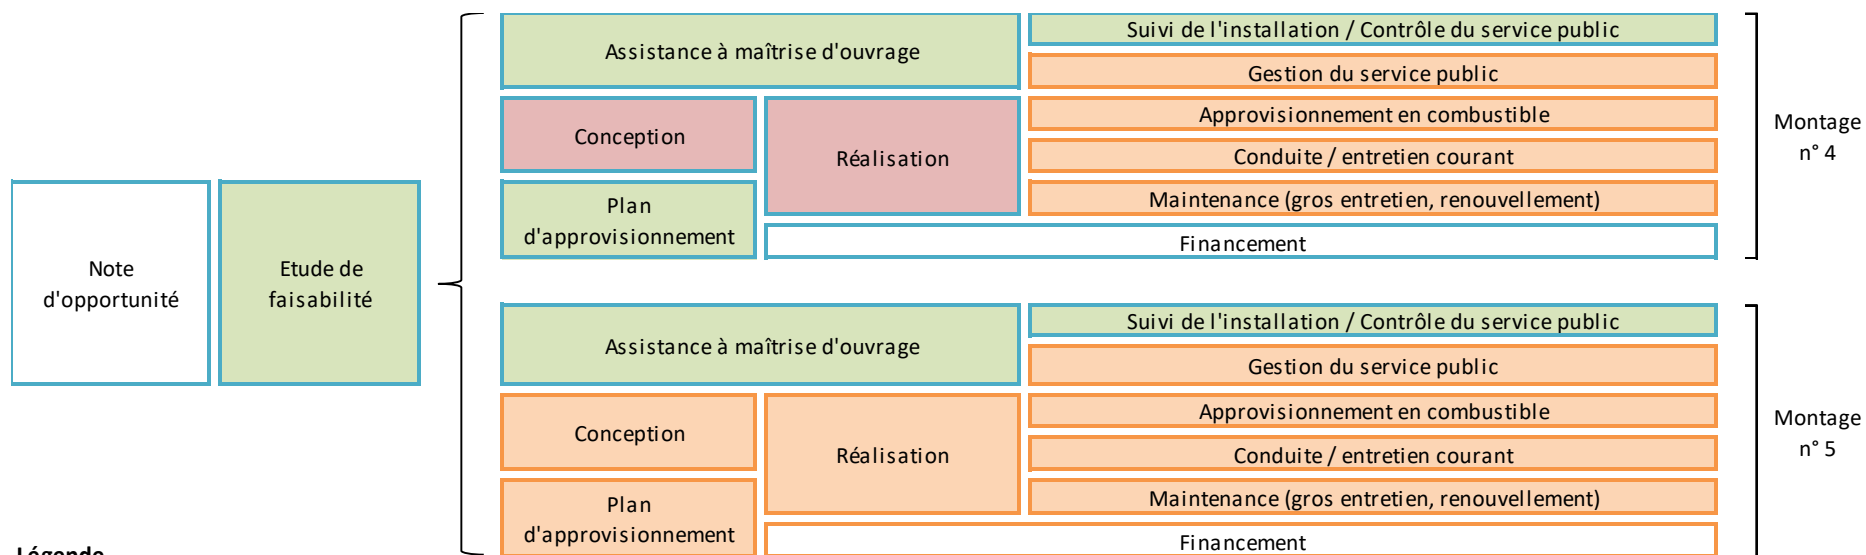 Note
d'opportunité
Etude de
faisabilité
Assistance à maîtrise d'ouvrage
Suivi de l'installation / Contrôle du service public
Gestion du service public
Conception
Réalisation
Approvisionnement en combustible
Conduite / entretien courant
Plan
d'approvisionnement
Maintenance (gros entretien, renouvellement)
Financement
Montage
n° 4
Assistance à maîtrise d'ouvrage
Suivi de l'installation / Contrôle du service public
Gestion du service public
Conception
Réalisation
Approvisionnement en combustible
Conduite / entretien courant
Plan
d'approvisionnement
Maintenance (gros entretien, renouvellement)
Financement
Montage
n° 5
Légende